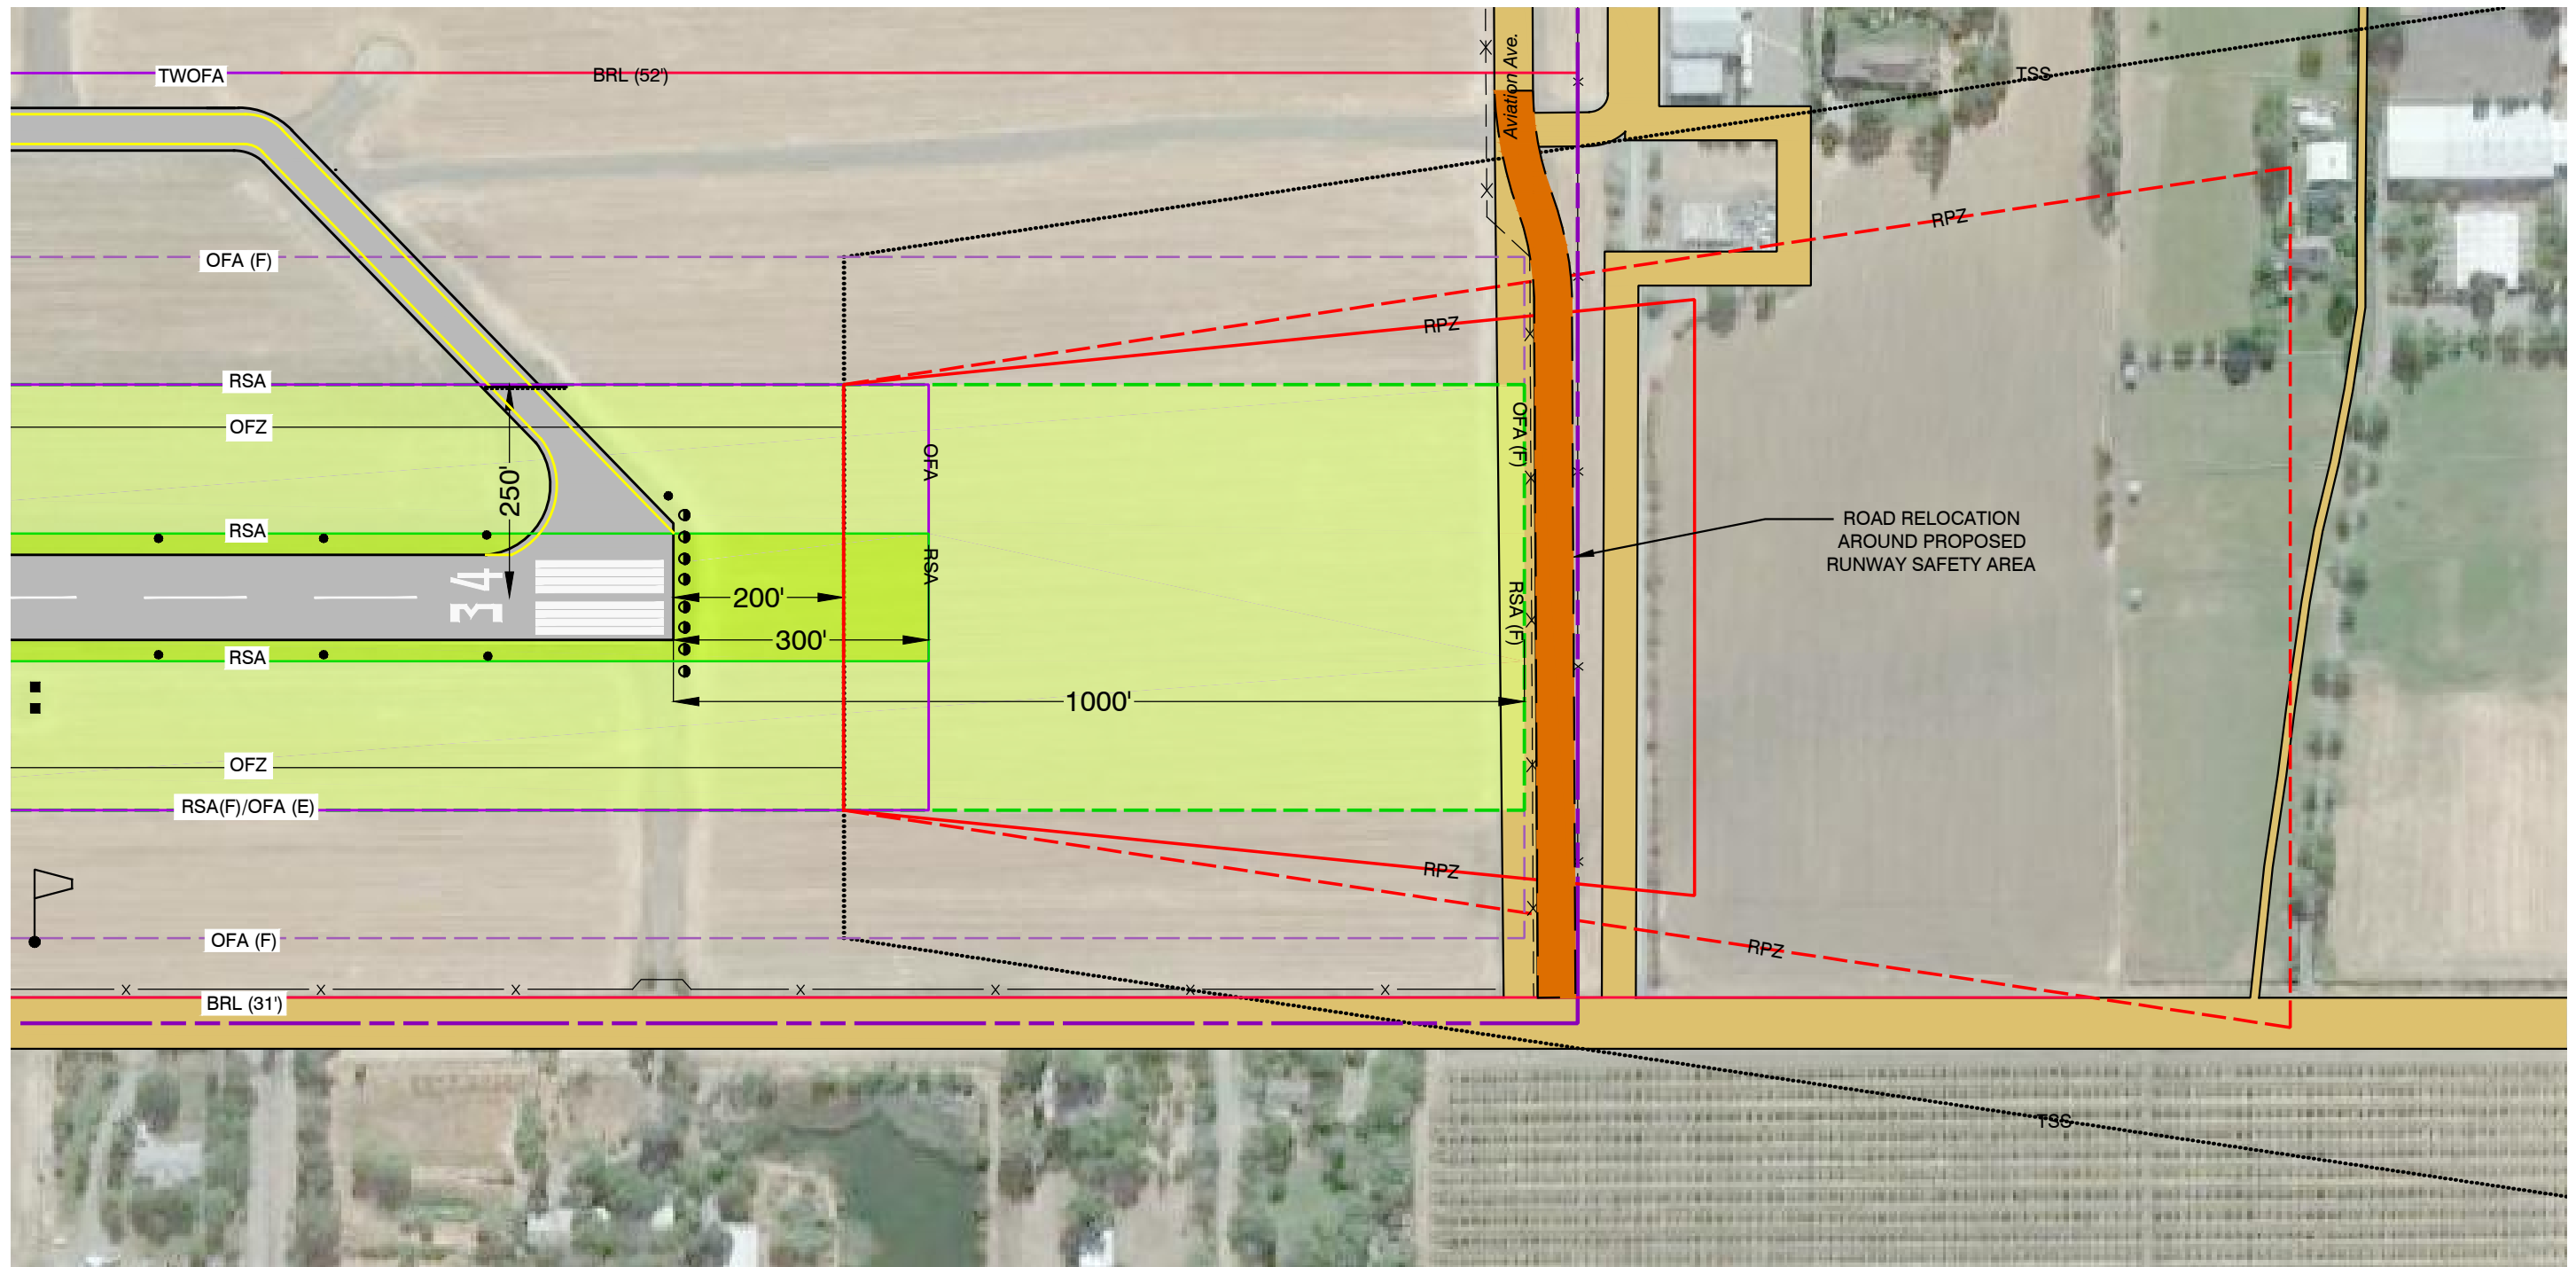 TWOFA
BRL (52')
Aviation Ave.
TSS
RPZ
OFA (F)
RPZ
RSA
OFZ
OFA
OFA (F)
250'
RSA
RSA
ROAD RELOCATION
AROUND PROPOSED
RUNWAY SAFETY AREA
34
200'
300'
RSA (F)
RSA
1000'
OFZ
RSA(F)/OFA (E)
RPZ
OFA (F)
RPZ
BRL (31')
TSS